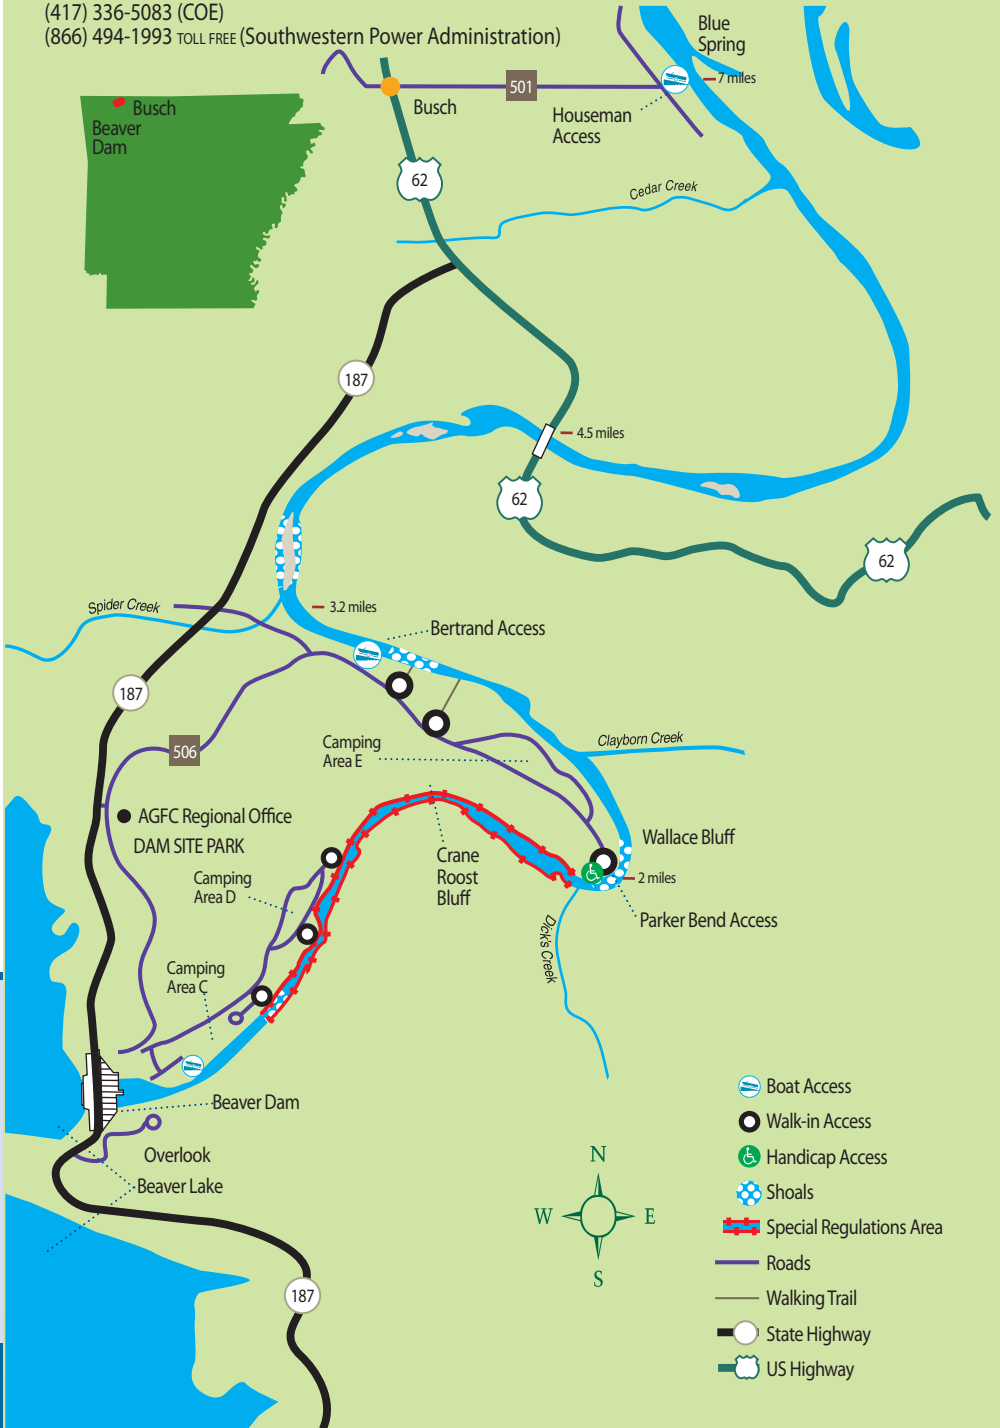 (417) 336-5083 (COE)
(866) 494-1993 TOLL FREE (Southwestern Power Administration)
Blue
Spring
7 miles
501
Busch
Houseman
Access
Busch
Beaver
Dam
62
Cedar Creek
187
4.5 miles
62
62
Spider Creek
3.2 miles
Bertrand Access
187
506
Camping
Area E
Clayborn Creek
AGFC Regional Office
DAM SITE PARK
Wallace Bluff
Crane
Roost
Bluff
Camping
Area D
2 miles
Parker Bend Access
Dick's Creek
Camping
Area C
Beaver Dam
Overlook
Beaver Lake
187
N
W
E
S
Boat Access
Walk-in Access
Handicap Access
Shoals
Special Regulations Area
Roads
Walking Trail
State Highway
US Highway